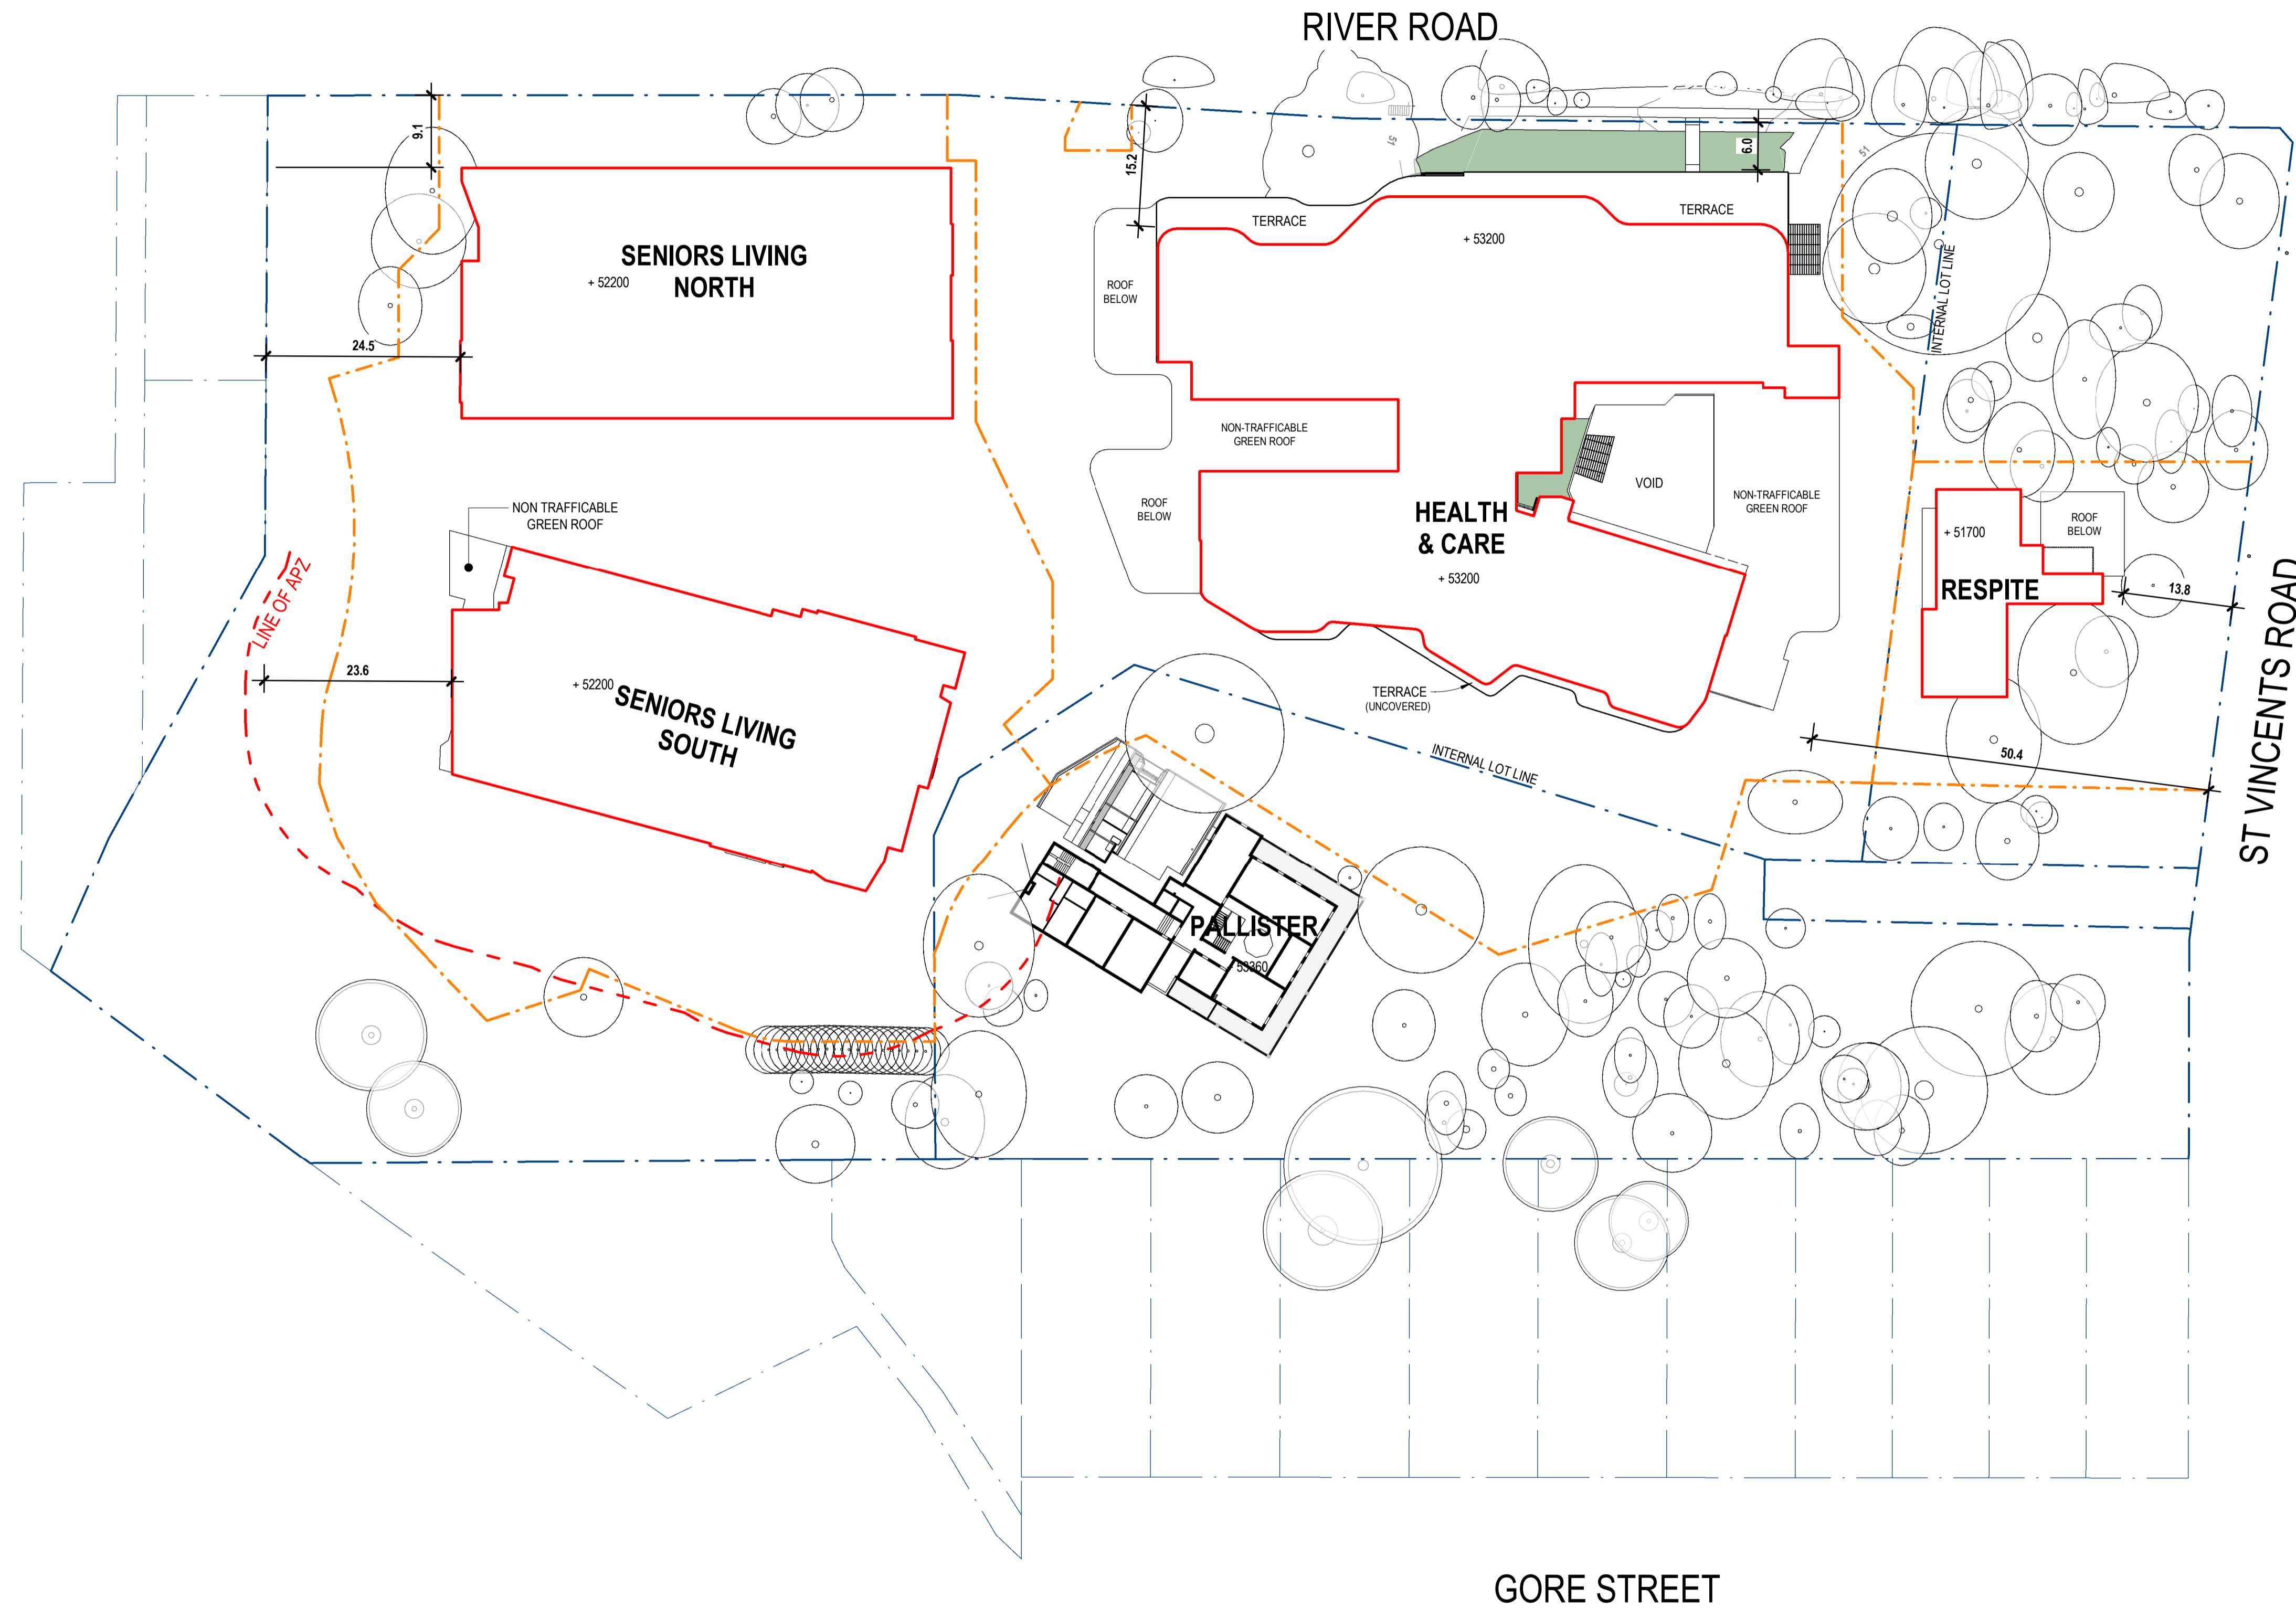 RIVER ROAD
9.1
15.2
6.0
51
51
TERRACE
TERRACE
+ 53200
SENIORS LIVING
NORTH
+ 52200
ROOF
BELOW
INTERNAL LOT LINE
24.5
NON-TRAFFICABLE
GREEN ROOF
VOID
NON-TRAFFICABLE
GREEN ROOF
NON TRAFFICABLE
GREEN ROOF
ROOF
BELOW
HEALTH
& CARE
+ 53200
ROOF
BELOW
+ 51700
RESPITE
13.8
LINE OF APZ
23.6
+ 52200
SENIORS LIVING
SOUTH
TERRACE
(UNCOVERED)
INTERNAL LOT LINE
50.4
ST VINCENTS ROAD
PALLISTER
53360
GORE STREET